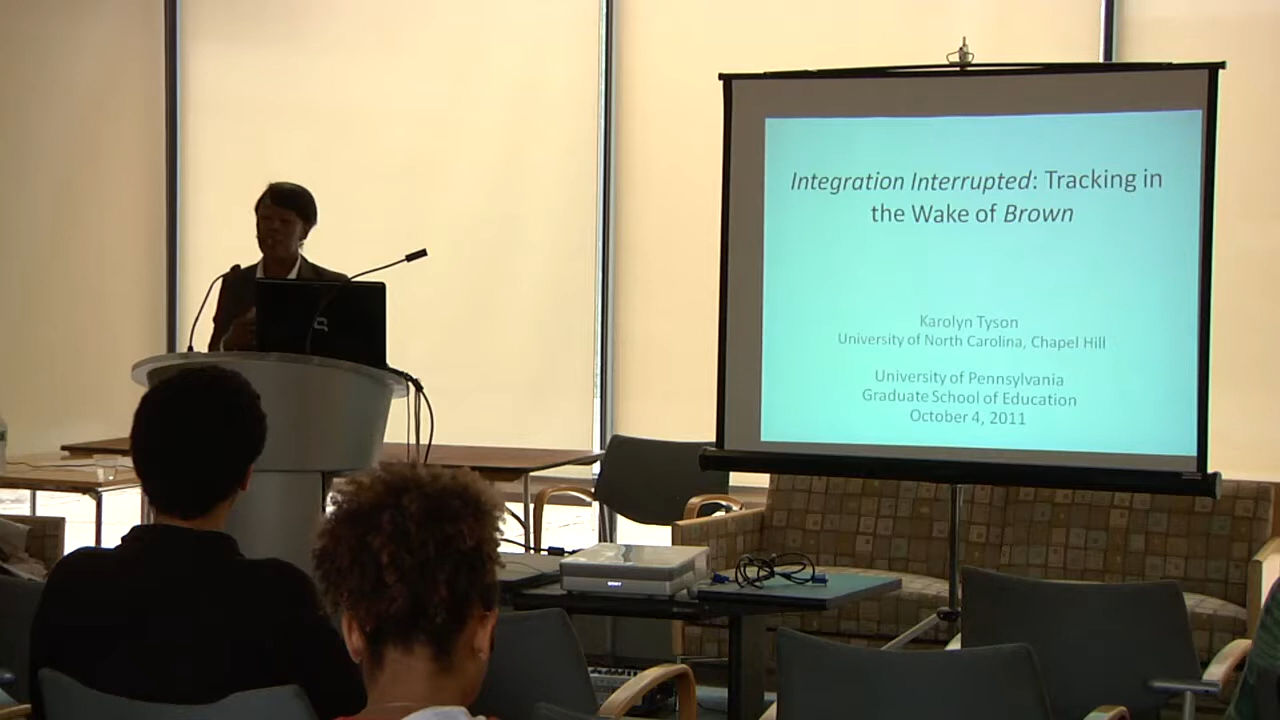 Integration Interrupted: Tracking in
the Wake of Brown
Karolyn Tyson
University of North Carolina, Chapel Hill
University of Pennsylvania
Graduate School of Education
October 4, 2011